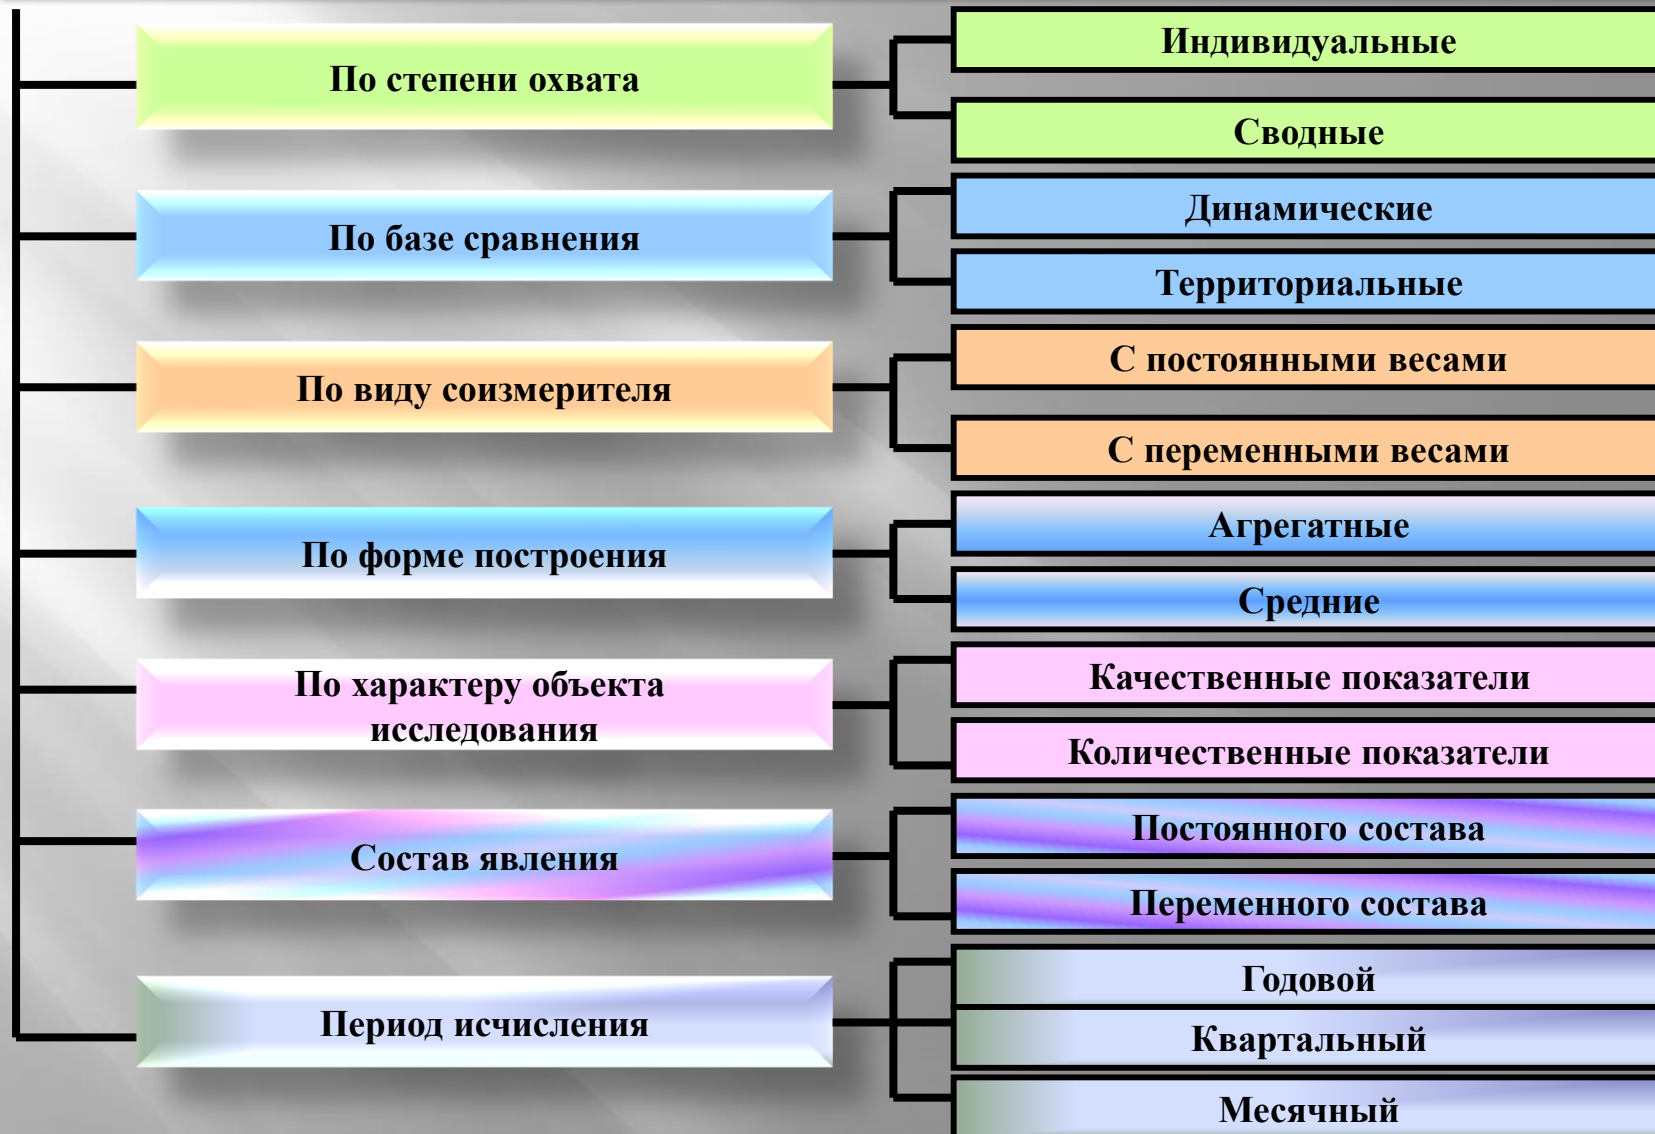 По степени охвата
Индивидуальные
Сводные
По базе сравнения
Динамические
Территориальные
По виду соизмерителя
С постоянными весами
С переменными весами
По форме построения
Агрегатные
Средние
По характеру объекта
исследования
Качественные показатели
Количественные показатели
Состав явления
Постоянного состава
Переменного состава
Период исчисления
Годовой
Квартальный
Месячный